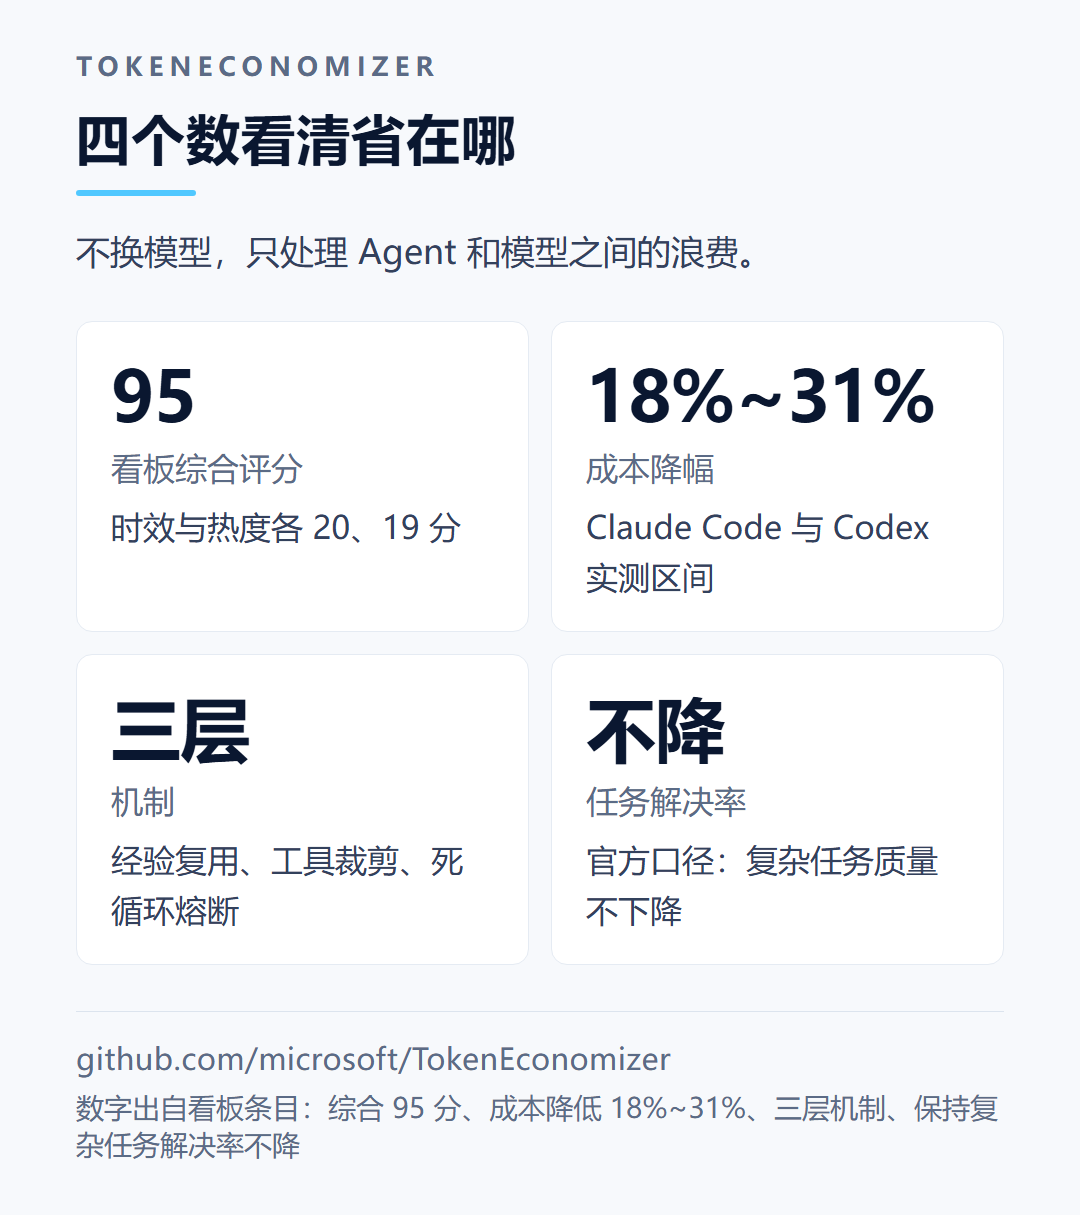 TOKENECONOMIZER
四个数看清省在哪
不换模型，只处理 Agent 和模型之间的浪费。
95
看板综合评分
时效与热度各 20、19 分
18%~31%
成本降幅
Claude Code 与 Codex
实测区间
三层
机制
经验复用、工具裁剪、死
循环熔断
不降
任务解决率
官方口径：复杂任务质量
不下降
github.com/microsoft/TokenEconomizer
数字出自看板条目：综合 95 分、成本降低 18%~31%、三层机制、保持复
杂任务解决率不降